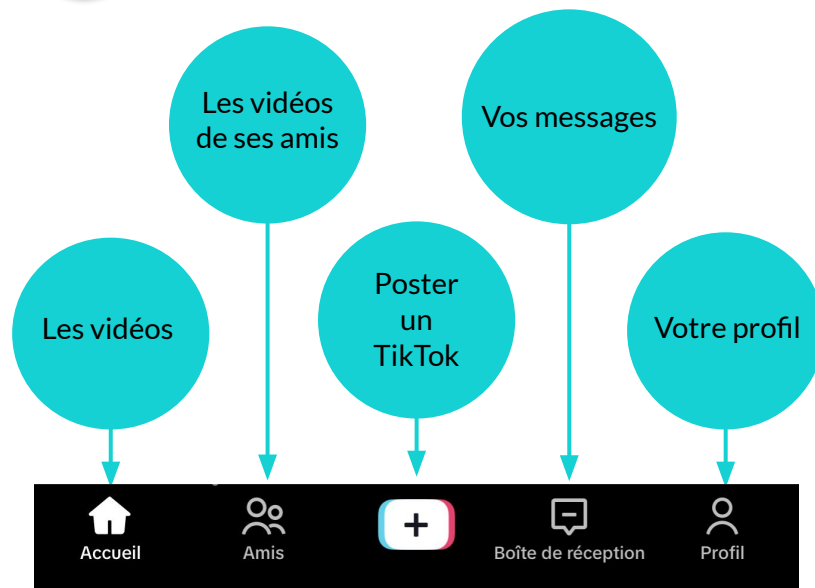 Les vidéos
de ses amis
Vos messages
Les vidéos
Poster
un
TikTok
Votre profil
Accueil
Amis
Boîte de réception
Profil